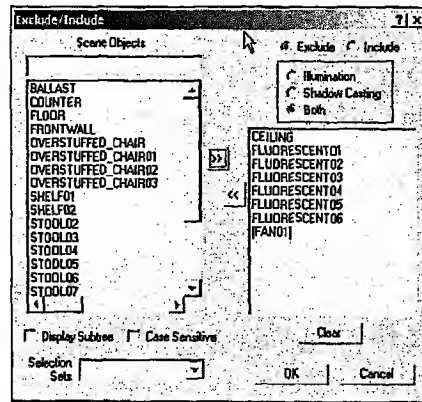 Exclude/Include
Scene Objects
Exclude
Include
Illumination
Shadow Casting
Both
BALLAST
COUNTER
FLOOR
FRONTWALL
OVERSTUFFED_CHAIR
OVERSTUFFED_CHAIR01
OVERSTUFFED_CHAIR02
OVERSTUFFED_CHAIR03
SHELF01
SHELF02
STOOL02
STOOL03
STOOL04
STOOL05
STOOL06
STOOL07
>>
<<
CEILING
FLUORESCENT01
FLUORESCENT02
FLUORESCENT03
FLUORESCENT04
FLUORESCENT05
FLUORESCENT06
[FAN01]
Display Subtree
Case Sensitive
Clear
Selection Sets
OK
Cancel